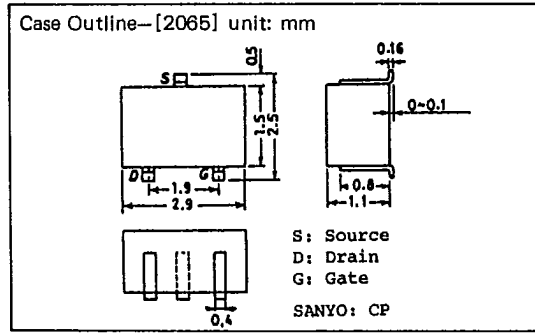 Case Outline—[2065] unit: mm
0.5
0.16
S
1.5
2.5
0~0.1
D
G
1.9
2.9
0.8
1.1
S: Source
D: Drain
G: Gate
0.4
SANYO: CP